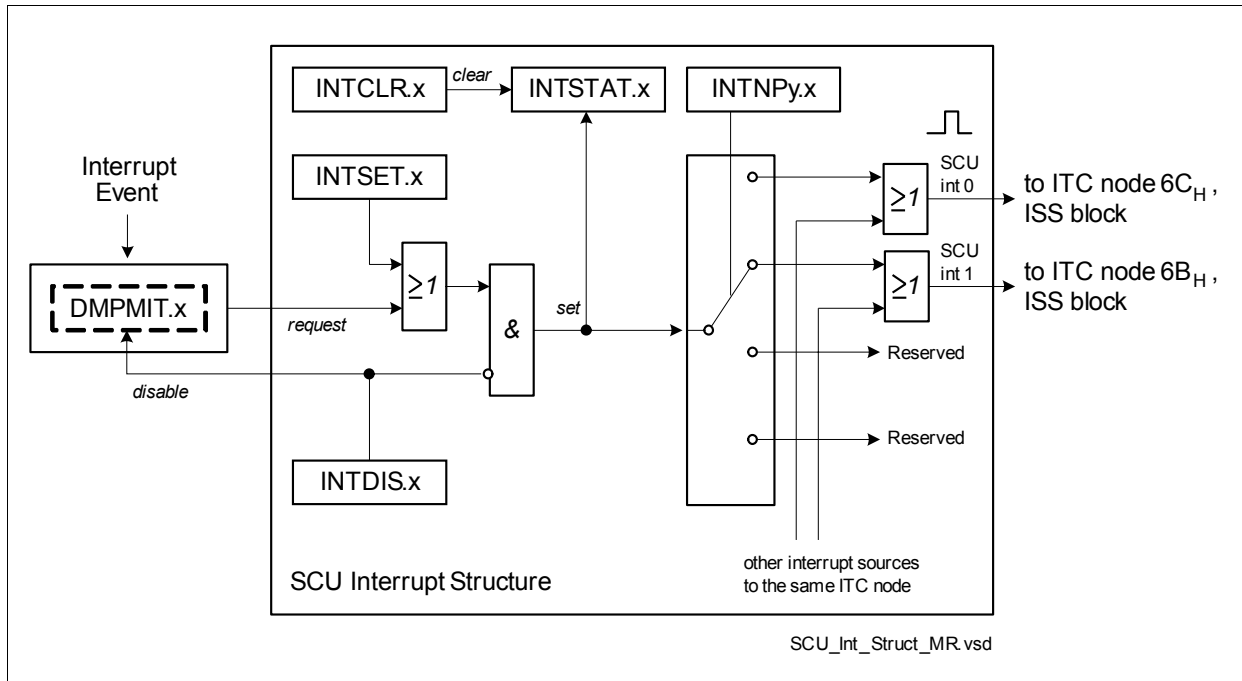 INTCLR.x
clear
INTSTAT.x
INTNPy.x
Interrupt
Event
INTSET.x
SCU
int 0
to ITC node 6CH ,
ISS block
≥1
≥1
SCU
int 1
to ITC node 6BH ,
ISS block
≥1
DMPMIT.x
request
&
set
disable
Reserved
Reserved
INTDIS.x
other interrupt sources
to the same ITC node
SCU Interrupt Structure
SCU_Int_Struct_MR.vsd